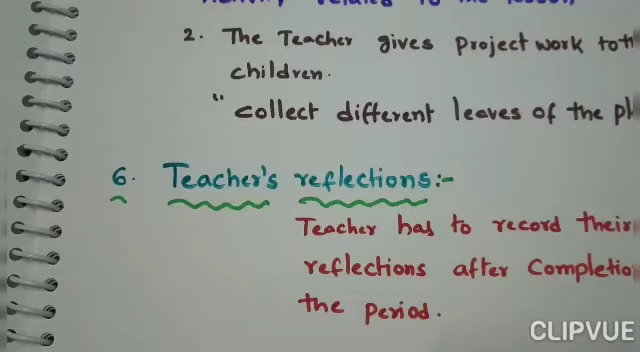 2. The Teacher gives project work to
children.
" collect different leaves of the
6. Teacher's reflections:-
Teacher has to record their
reflections after
the period.
CLIPVUE